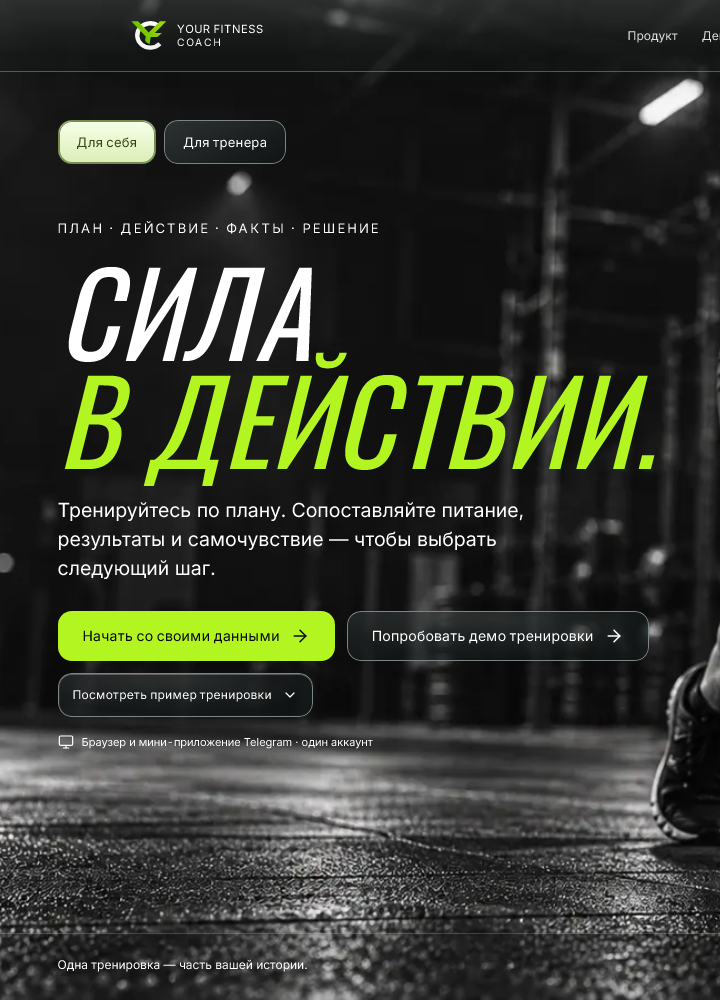 YOUR FITNESS
COACH
Продукт
Для себя
Для тренера
ПЛАН · ДЕЙСТВИЕ · ФАКТЫ · РЕШЕНИЕ
СИЛА
В ДЕЙСТВИИ.
Тренируйтесь по плану. Сопоставляйте питание,
результаты и самочувствие — чтобы выбрать
следующий шаг.
Начать со своими данными
Попробовать демо тренировки
Посмотреть пример тренировки
Браузер и мини-приложение Telegram · один аккаунт
Одна тренировка — часть вашей истории.